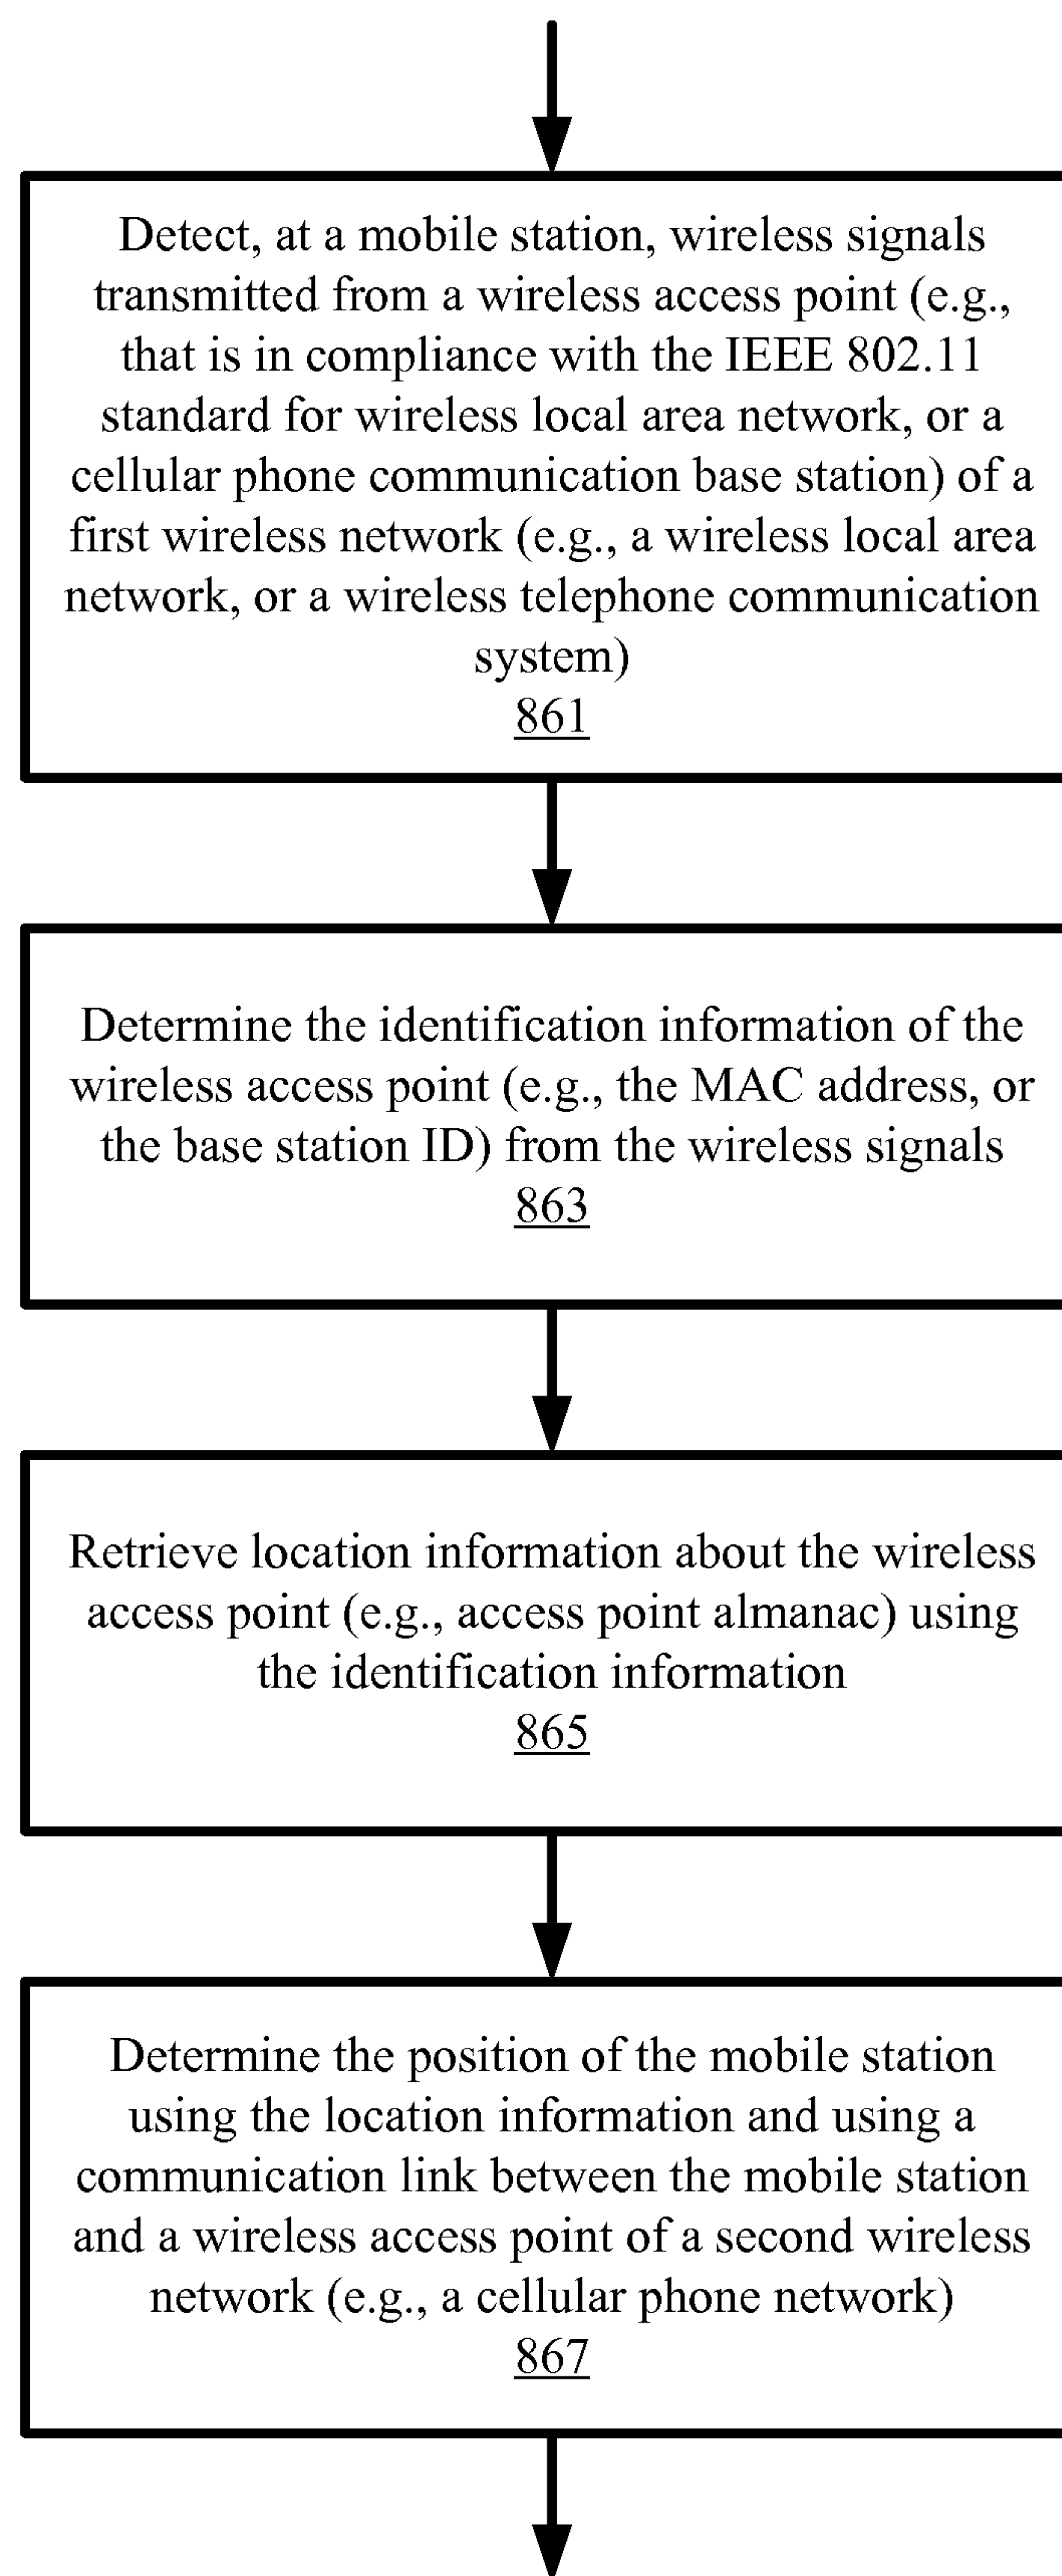 Detect, at a mobile station, wireless signals
transmitted from a wireless access point (e.g.,
that is in compliance with the IEEE 802.11
standard for wireless local area network, or a
cellular phone communication base station) of a
first wireless network (e.g., a wireless local area
network, or a wireless telephone communication
system)
861
Determine the identification information of the
wireless access point (e.g., the MAC address, or
the base station ID) from the wireless signals
863
Retrieve location information about the wireless
access point (e.g., access point almanac) using
the identification information
865
Determine the position of the mobile station
using the location information and using a
communication link between the mobile station
and a wireless access point of a second wireless
network (e.g., a cellular phone network)
867